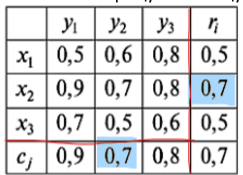 y₁ y₂ y₃ rᵢ
x₁ 0,5 0,6 0,8 0,5
x₂ 0,9 0,7 0,8 0,7
x₃ 0,7 0,5 0,6 0,5
cⱼ 0,9 0,7 0,8 0,7